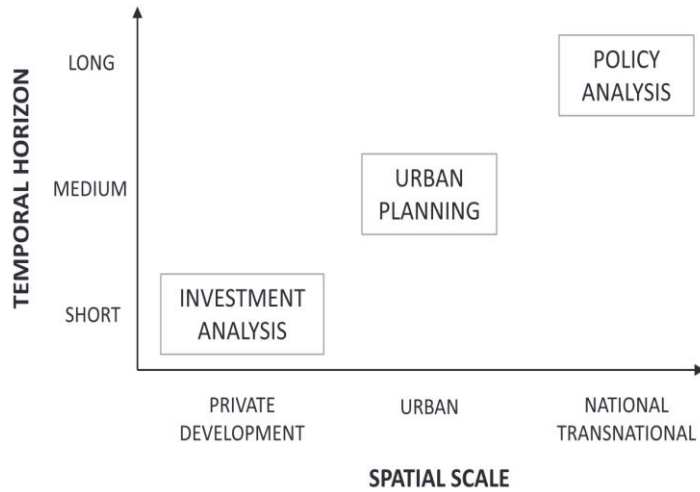 TEMPORAL HORIZON
LONG
MEDIUM
SHORT
POLICY
ANALYSIS
URBAN
PLANNING
INVESTMENT
ANALYSIS
PRIVATE
DEVELOPMENT
URBAN
NATIONAL
TRANSNATIONAL
SPATIAL SCALE